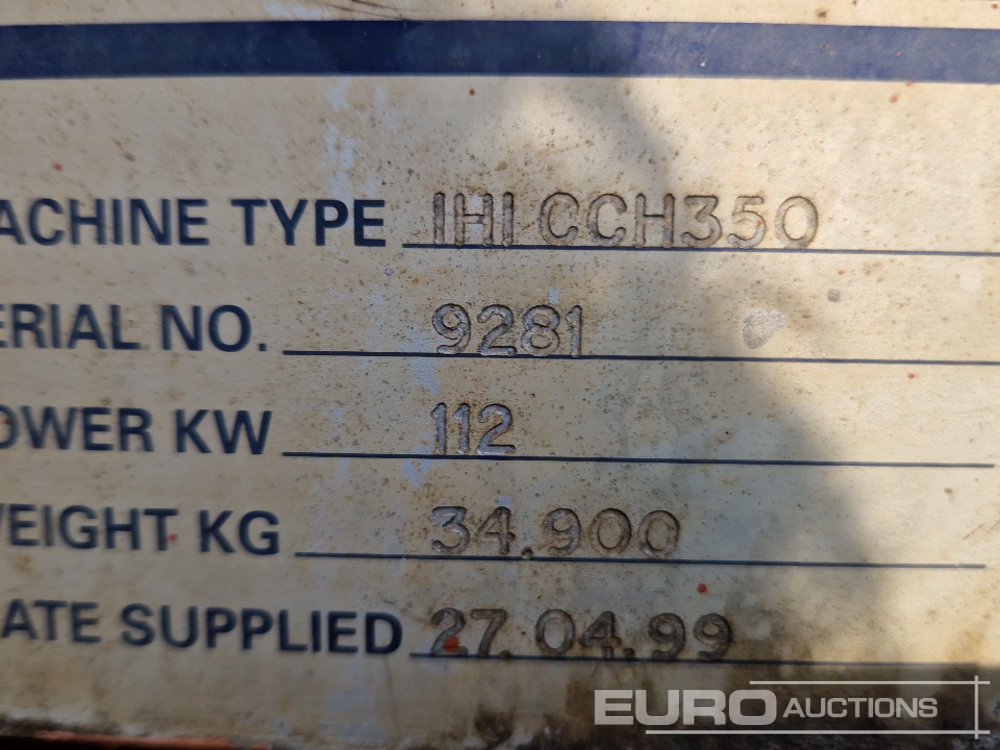 ACHINE TYPE IHI CCH350
ERIAL NO. 9281
OWER KW 112
WEIGHT KG 34.900
ATE SUPPLIED 27.04.99
EURO AUCTIONS